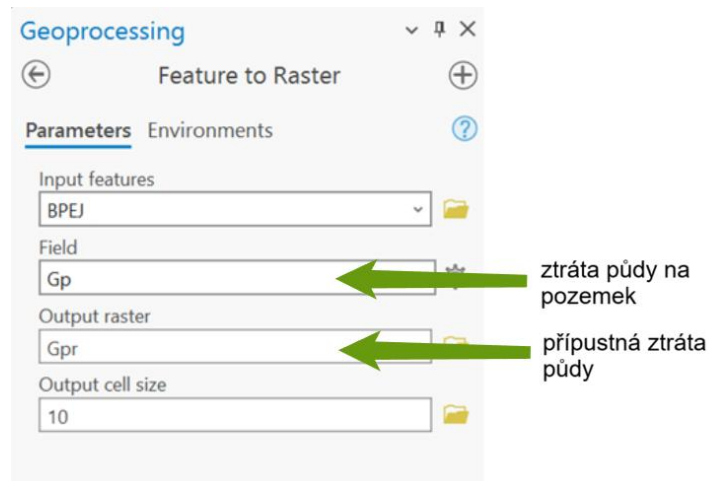 Geoprocessing
Feature to Raster
Parameters Environments
Input features
BPEJ
Field
Gp
ztráta půdy na
pozemek
Output raster
Gpr
přípustná ztráta
půdy
Output cell size
10